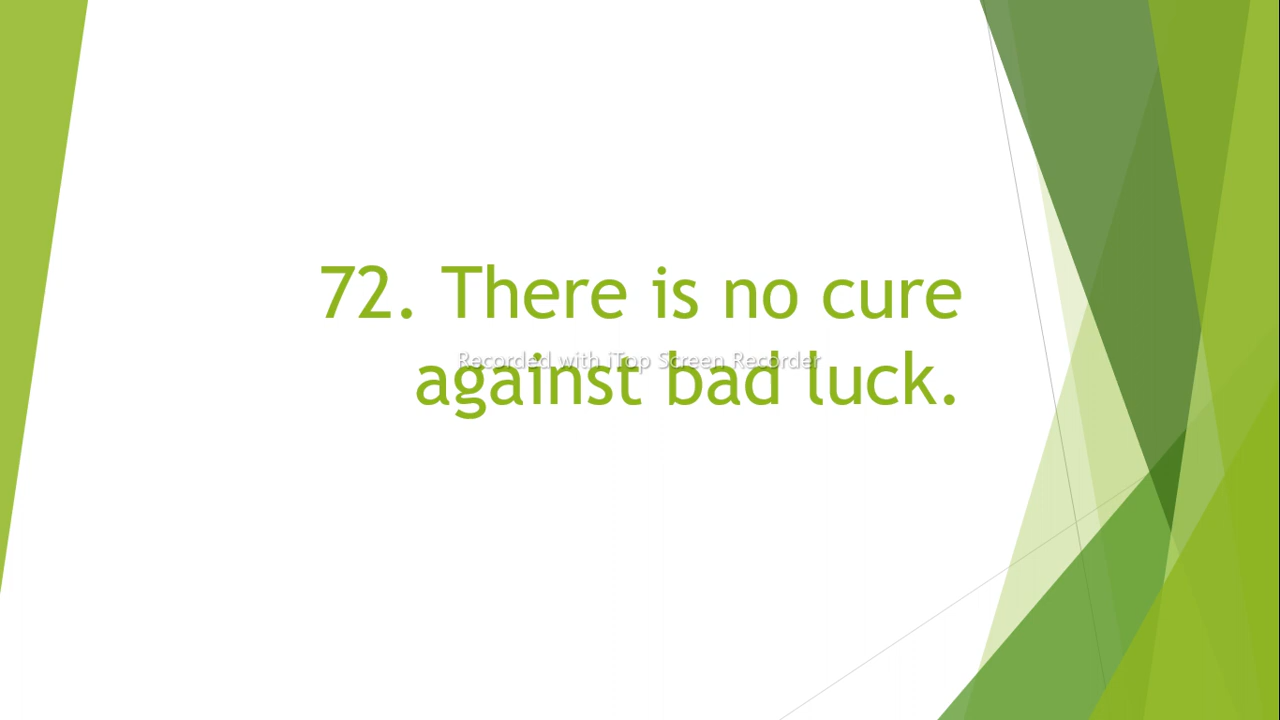 72. There is no cure
Recorded with iTop Screen Recorder
against bad luck.